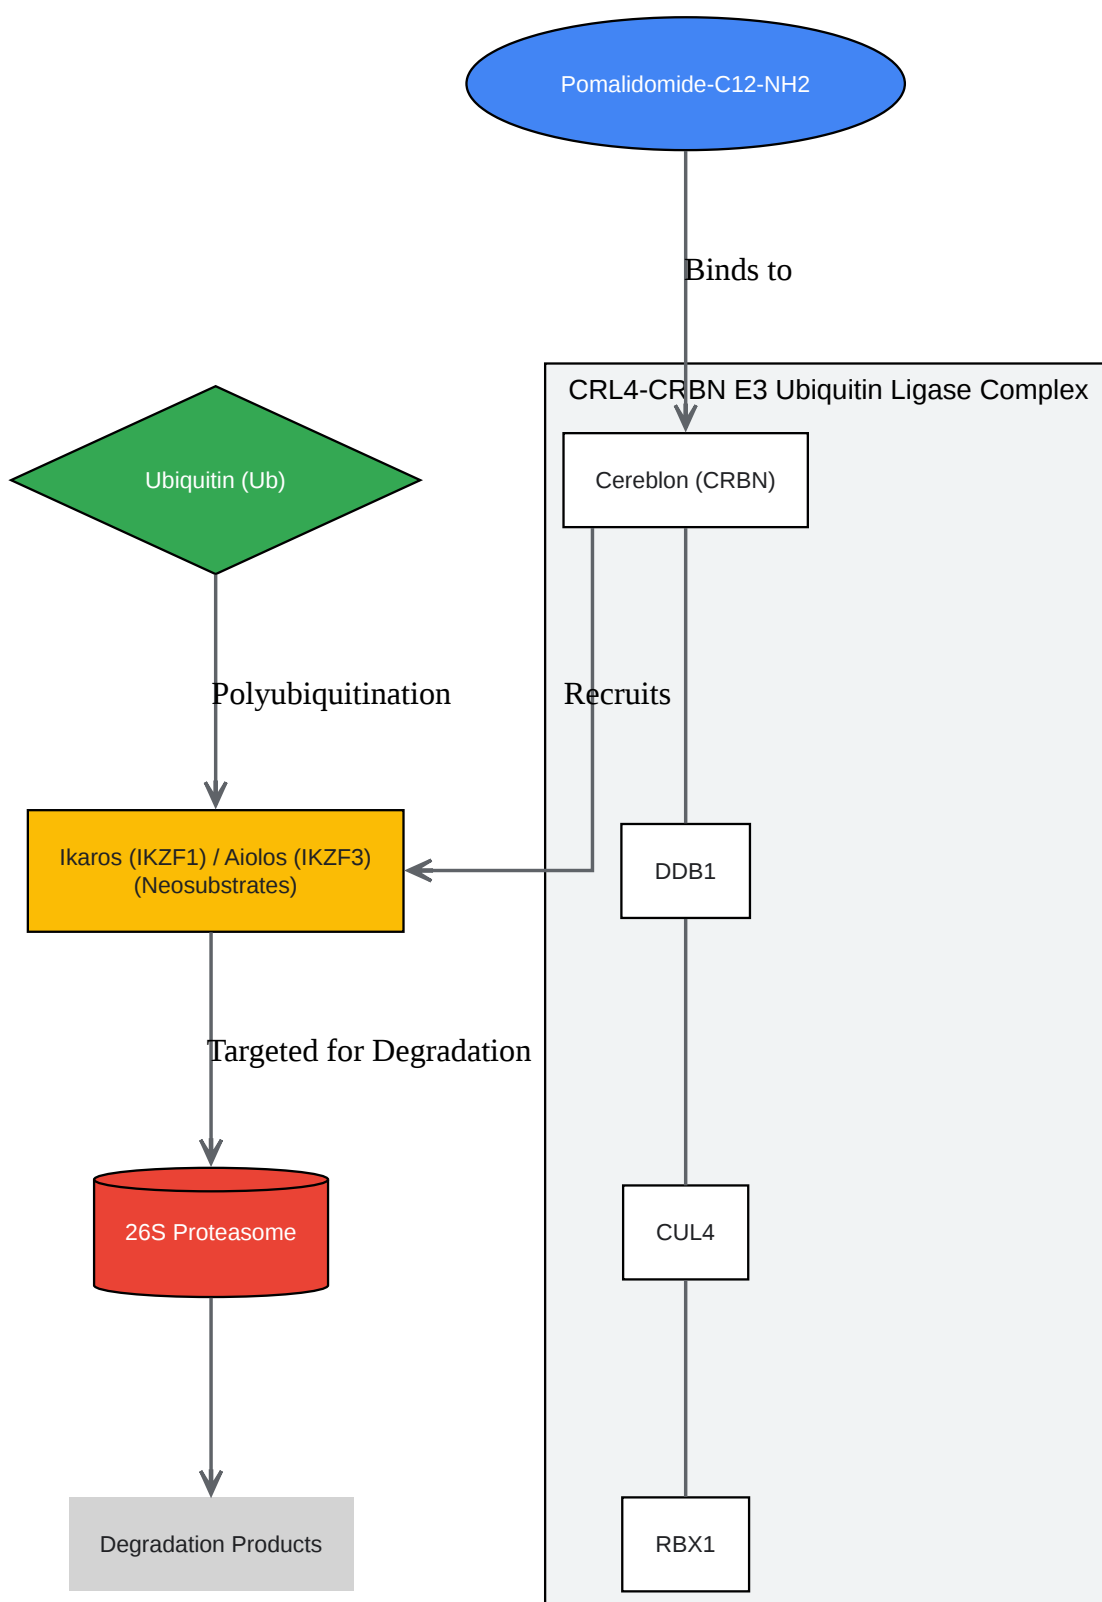 Pomalidomide-C12-NH2
Binds to
CRL4-CRBN E3 Ubiquitin Ligase Complex
Cereblon (CRBN)
Ubiquitin (Ub)
Polyubiquitination
Recruits
Ikaros (IKZF1) / Aiolos (IKZF3)
(Neosubstrates)
DDB1
Targeted for Degradation
26S Proteasome
CUL4
Degradation Products
RBX1